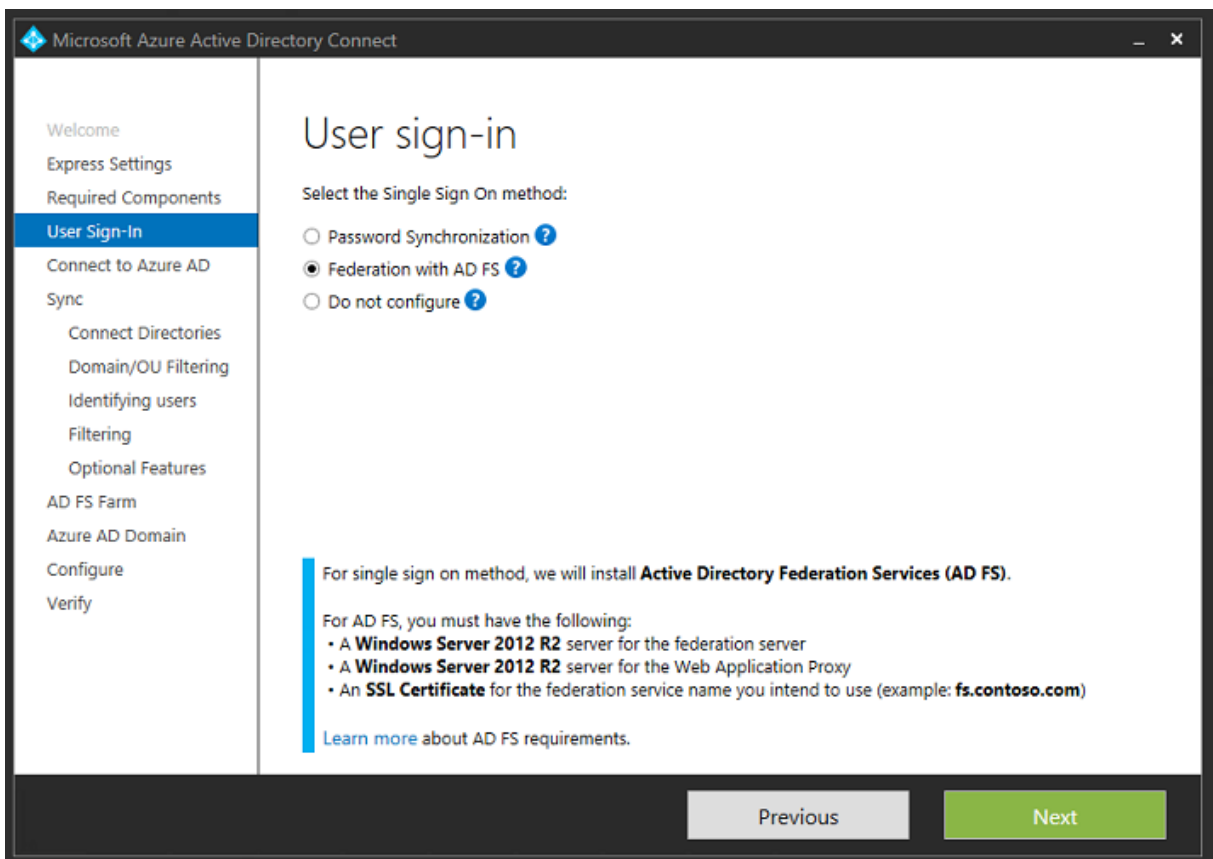 Microsoft Azure Active Directory Connect
Welcome
Express Settings
Required Components
User Sign-In
Connect to Azure AD
Sync
Connect Directories
Domain/OU Filtering
Identifying users
Filtering
Optional Features
AD FS Farm
Azure AD Domain
Configure
Verify
User sign-in
Select the Single Sign On method:
Password Synchronization ?
Federation with AD FS ?
Do not configure ?
For single sign on method, we will install Active Directory Federation Services (AD FS).
For AD FS, you must have the following:
• A Windows Server 2012 R2 server for the federation server
• A Windows Server 2012 R2 server for the Web Application Proxy
• An SSL Certificate for the federation service name you intend to use (example: fs.contoso.com)
Learn more about AD FS requirements.
Previous
Next